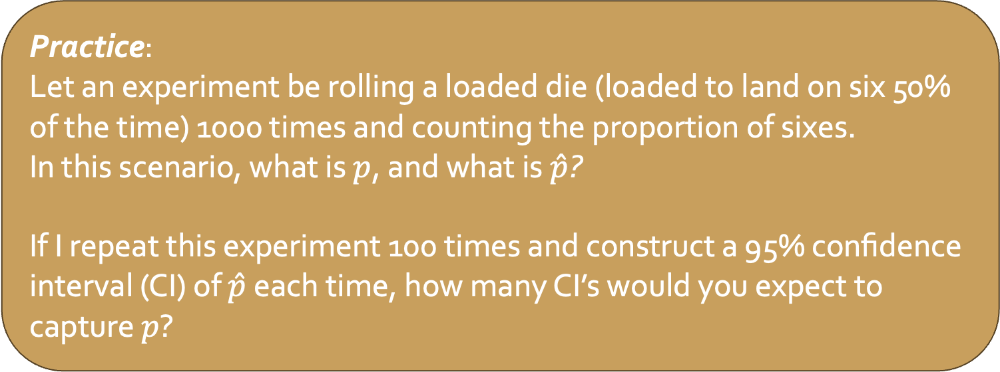 Practice:
Let an experiment be rolling a loaded die (loaded to land on six 50%
of the time) 1000 times and counting the proportion of sixes.
In this scenario, what is p, and what is p̂?
If I repeat this experiment 100 times and construct a 95% confidence
interval (CI) of p̂ each time, how many CI’s would you expect to
capture p?